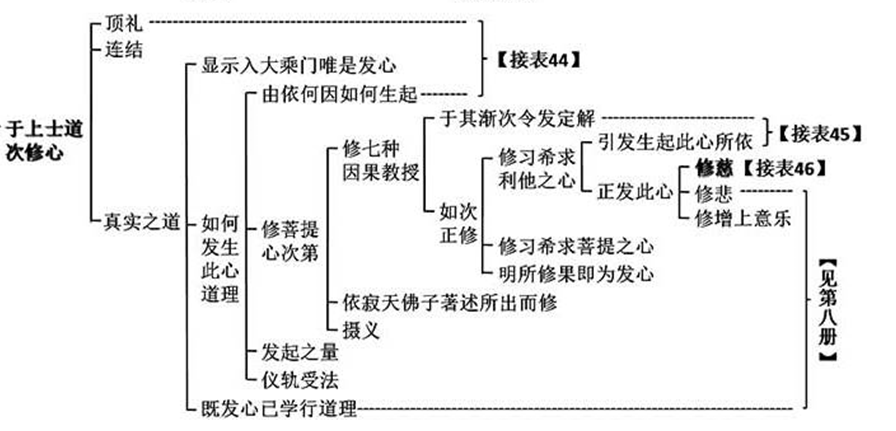 顶礼
连结
【接表44】
显示入大乘门唯是发心
由依何因如何生起
于上士道
次修心
于其渐次令发定解
【接表45】
修七种
因果教授
修习希求
利他之心
引发生起此心所依
正发此心
修慈【接表46】
修悲
修增上意乐
真实之道
如何
发生
此心
道理
修菩提
心次第
如次
正修
修习希求菩提之心
明所修果即为发心
依寂天佛子著述所出而修
摄义
【见第八册】
发起之量
仪轨受法
既发心已学行道理